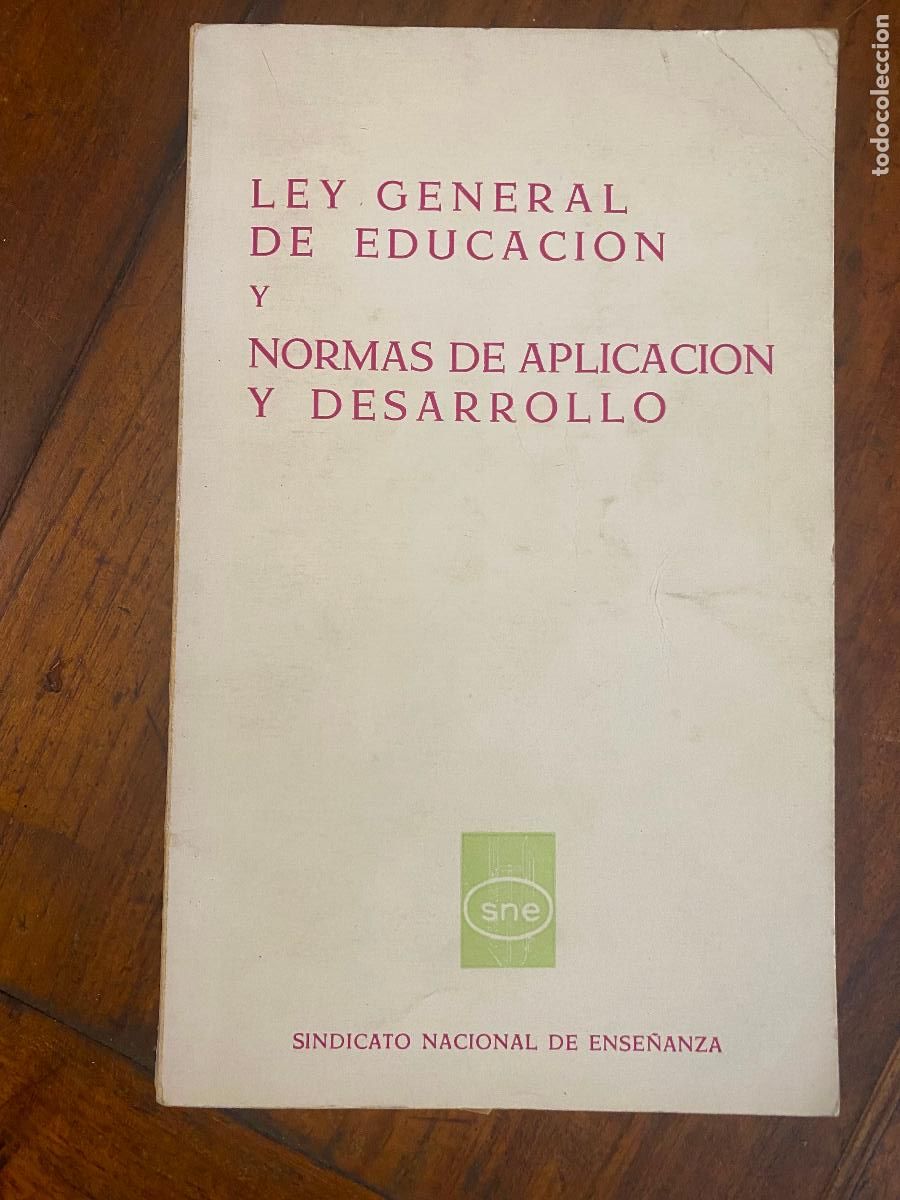 LEY GENERAL
DE EDUCACION
Y
NORMAS DE APLICACION
Y DESARROLLO
sne
SINDICATO NACIONAL DE ENSEÑANZA
todocoleccion